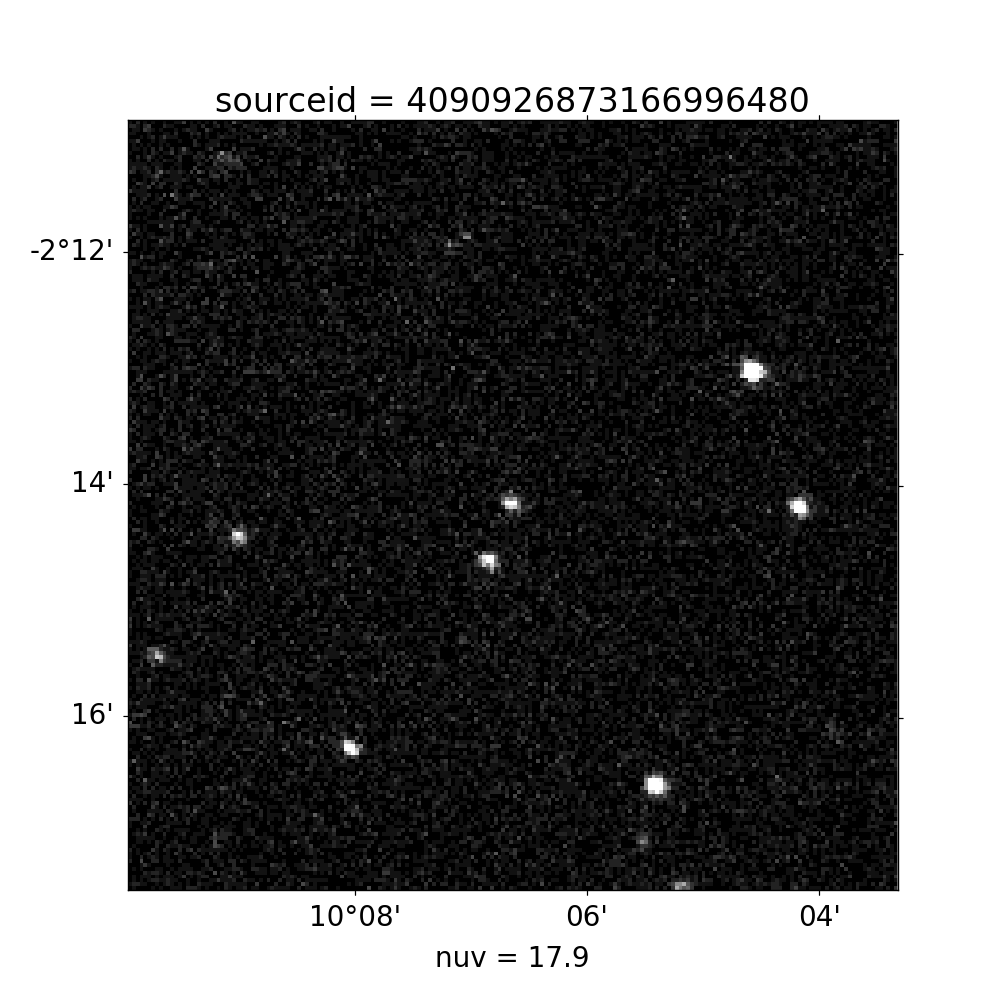 sourceid = 4090926873166996480
-2°12'
14'
16'
10°08' 06' 04'
nuv = 17.9